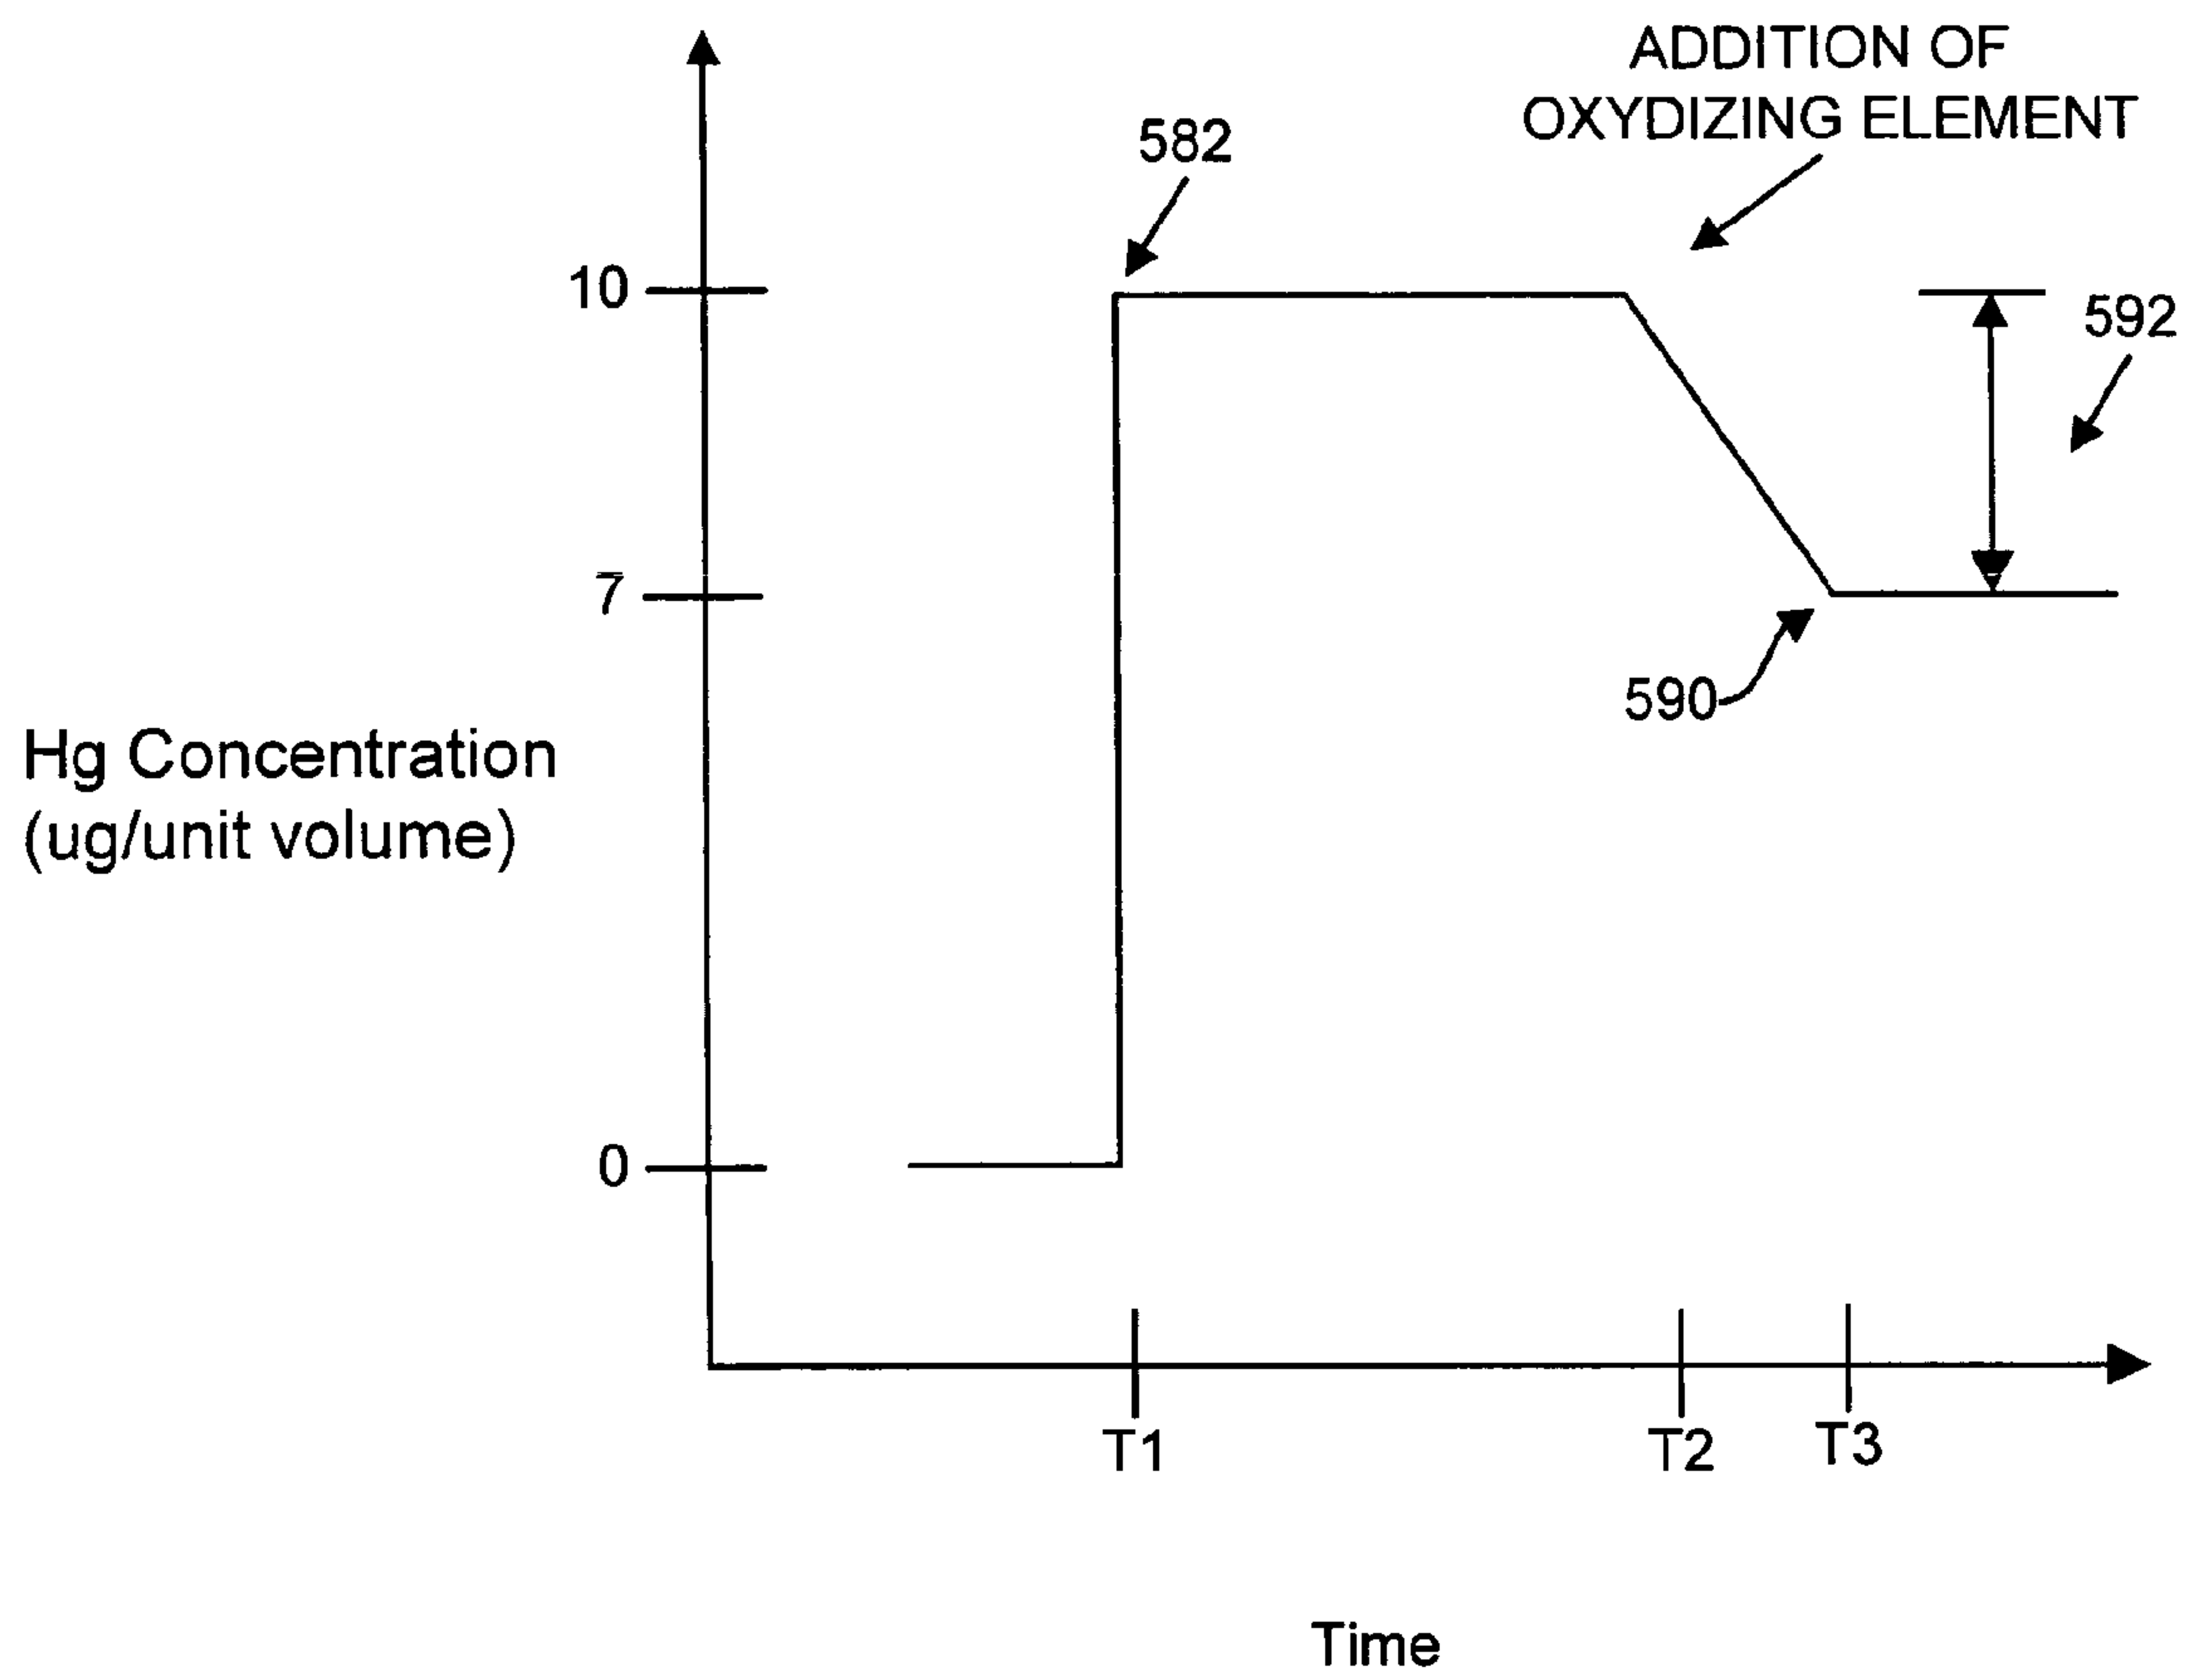 ADDITION OF
OXYDIZING ELEMENT
582
10
592
7
590
Hg Concentration
(ug/unit volume)
0
T1
T2
T3
Time